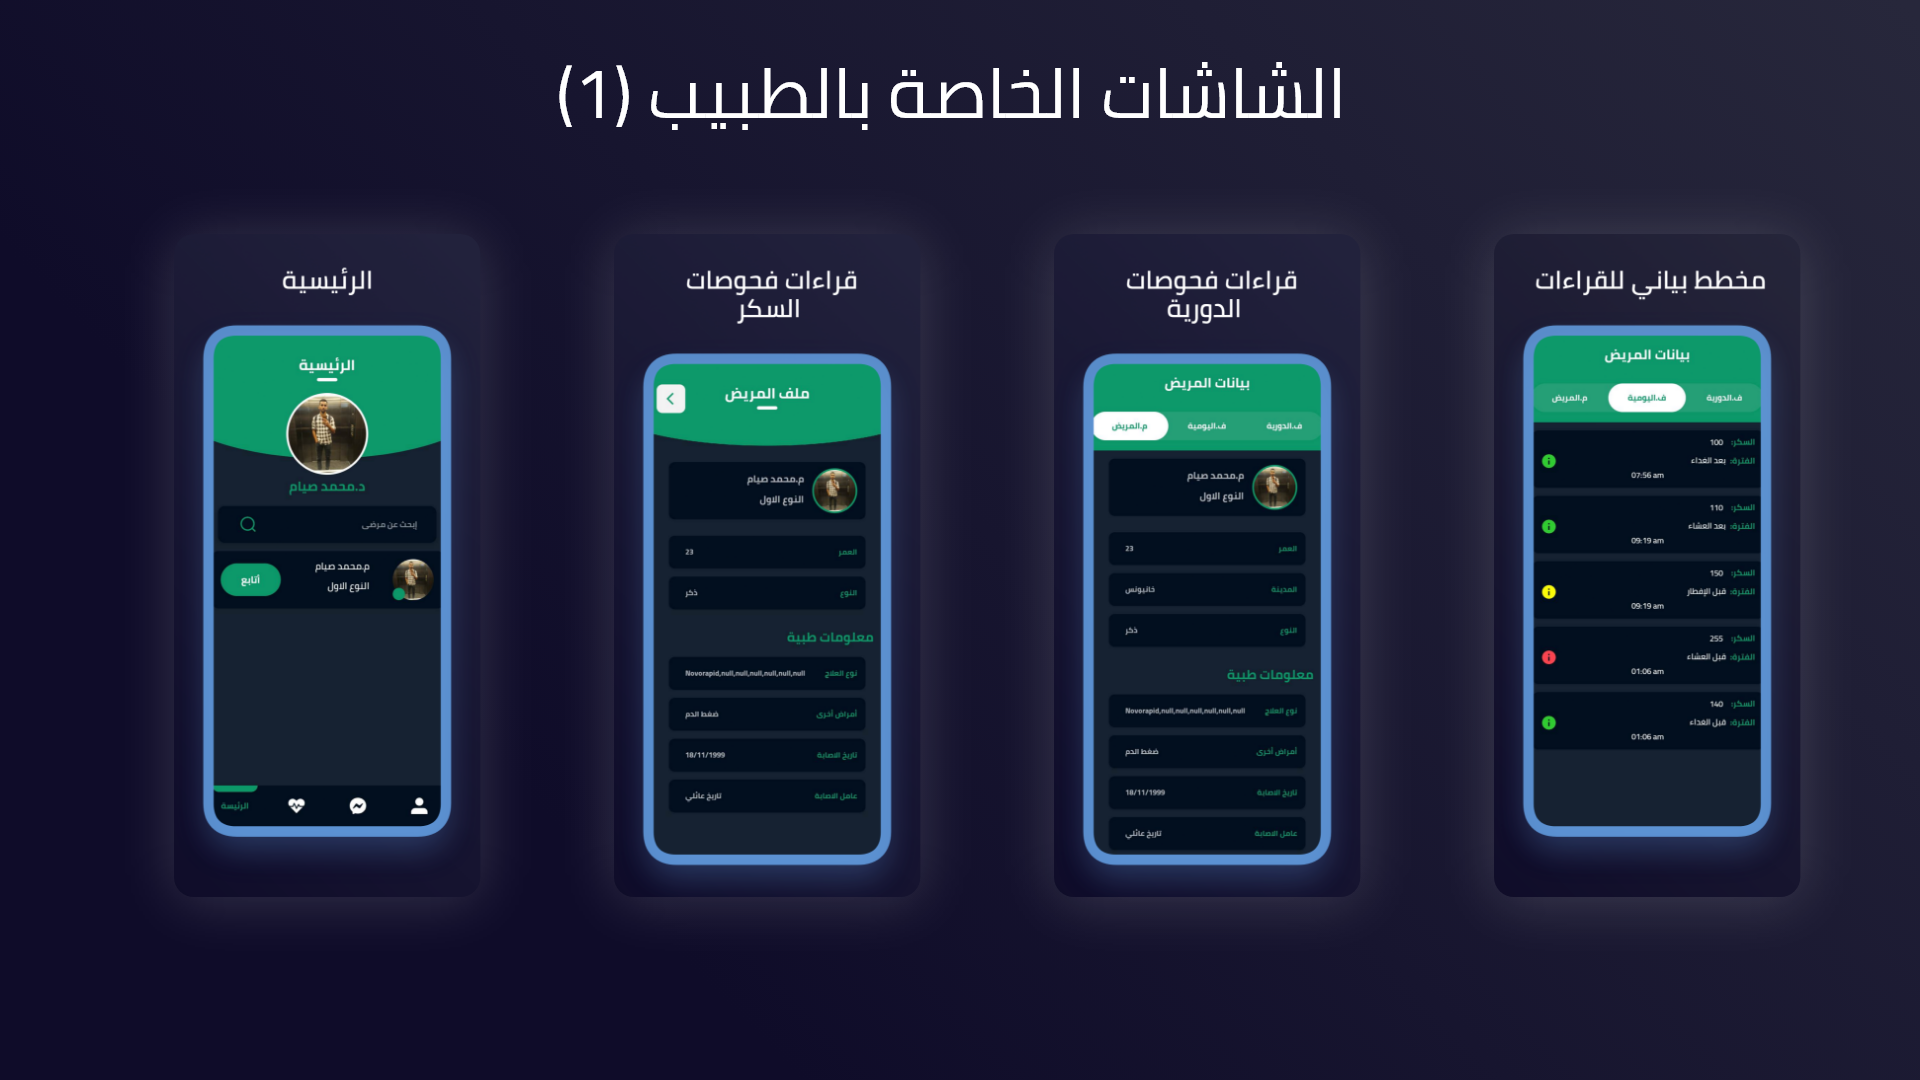 الشاشات الخاصة بالطبيب (1)
مخطط بياني للقراءات
بيانات المريض
ف.الدورية
ف.اليومية
م.المريض
السكر: 100
الفترة: بعد الغداء
07:56 am
السكر: 110
الفترة: بعد العشاء
09:19 am
السكر: 150
الفترة: قبل الإفطار
09:19 am
السكر: 255
الفترة: قبل العشاء
01:06 am
السكر: 140
الفترة: قبل الغداء
01:06 am
قراءات فحوصات
الدورية
بيانات المريض
ف.الدورية
ف.اليومية
م.المريض
م.محمد صيام
النوع الاول
العمر 23
المدينة خانيونس
النوع ذكر
معلومات طبية
نوع العلاج Novorapid,null,null,null,null,null,null
أمراض أخرى ضغط الدم
تاريخ الاصابة 18/11/1999
عامل الاصابة تاريخ عائلي
قراءات فحوصات
السكر
ملف المريض
م.محمد صيام
النوع الاول
العمر 23
النوع ذكر
معلومات طبية
نوع العلاج Novorapid,null,null,null,null,null,null
أمراض أخرى ضغط الدم
تاريخ الاصابة 18/11/1999
عامل الاصابة تاريخ عائلي
الرئيسية
الرئيسية
د.محمد صيام
إبحث عن مرضى
م.محمد صيام
النوع الاول
أتابع
الرئيسة